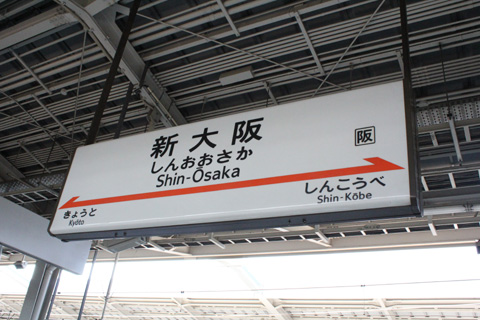 新大阪
阪
しんおおさか
Shin-Ōsaka
きょうと
Kyōto
しんこうべ
Shin-Kōbe